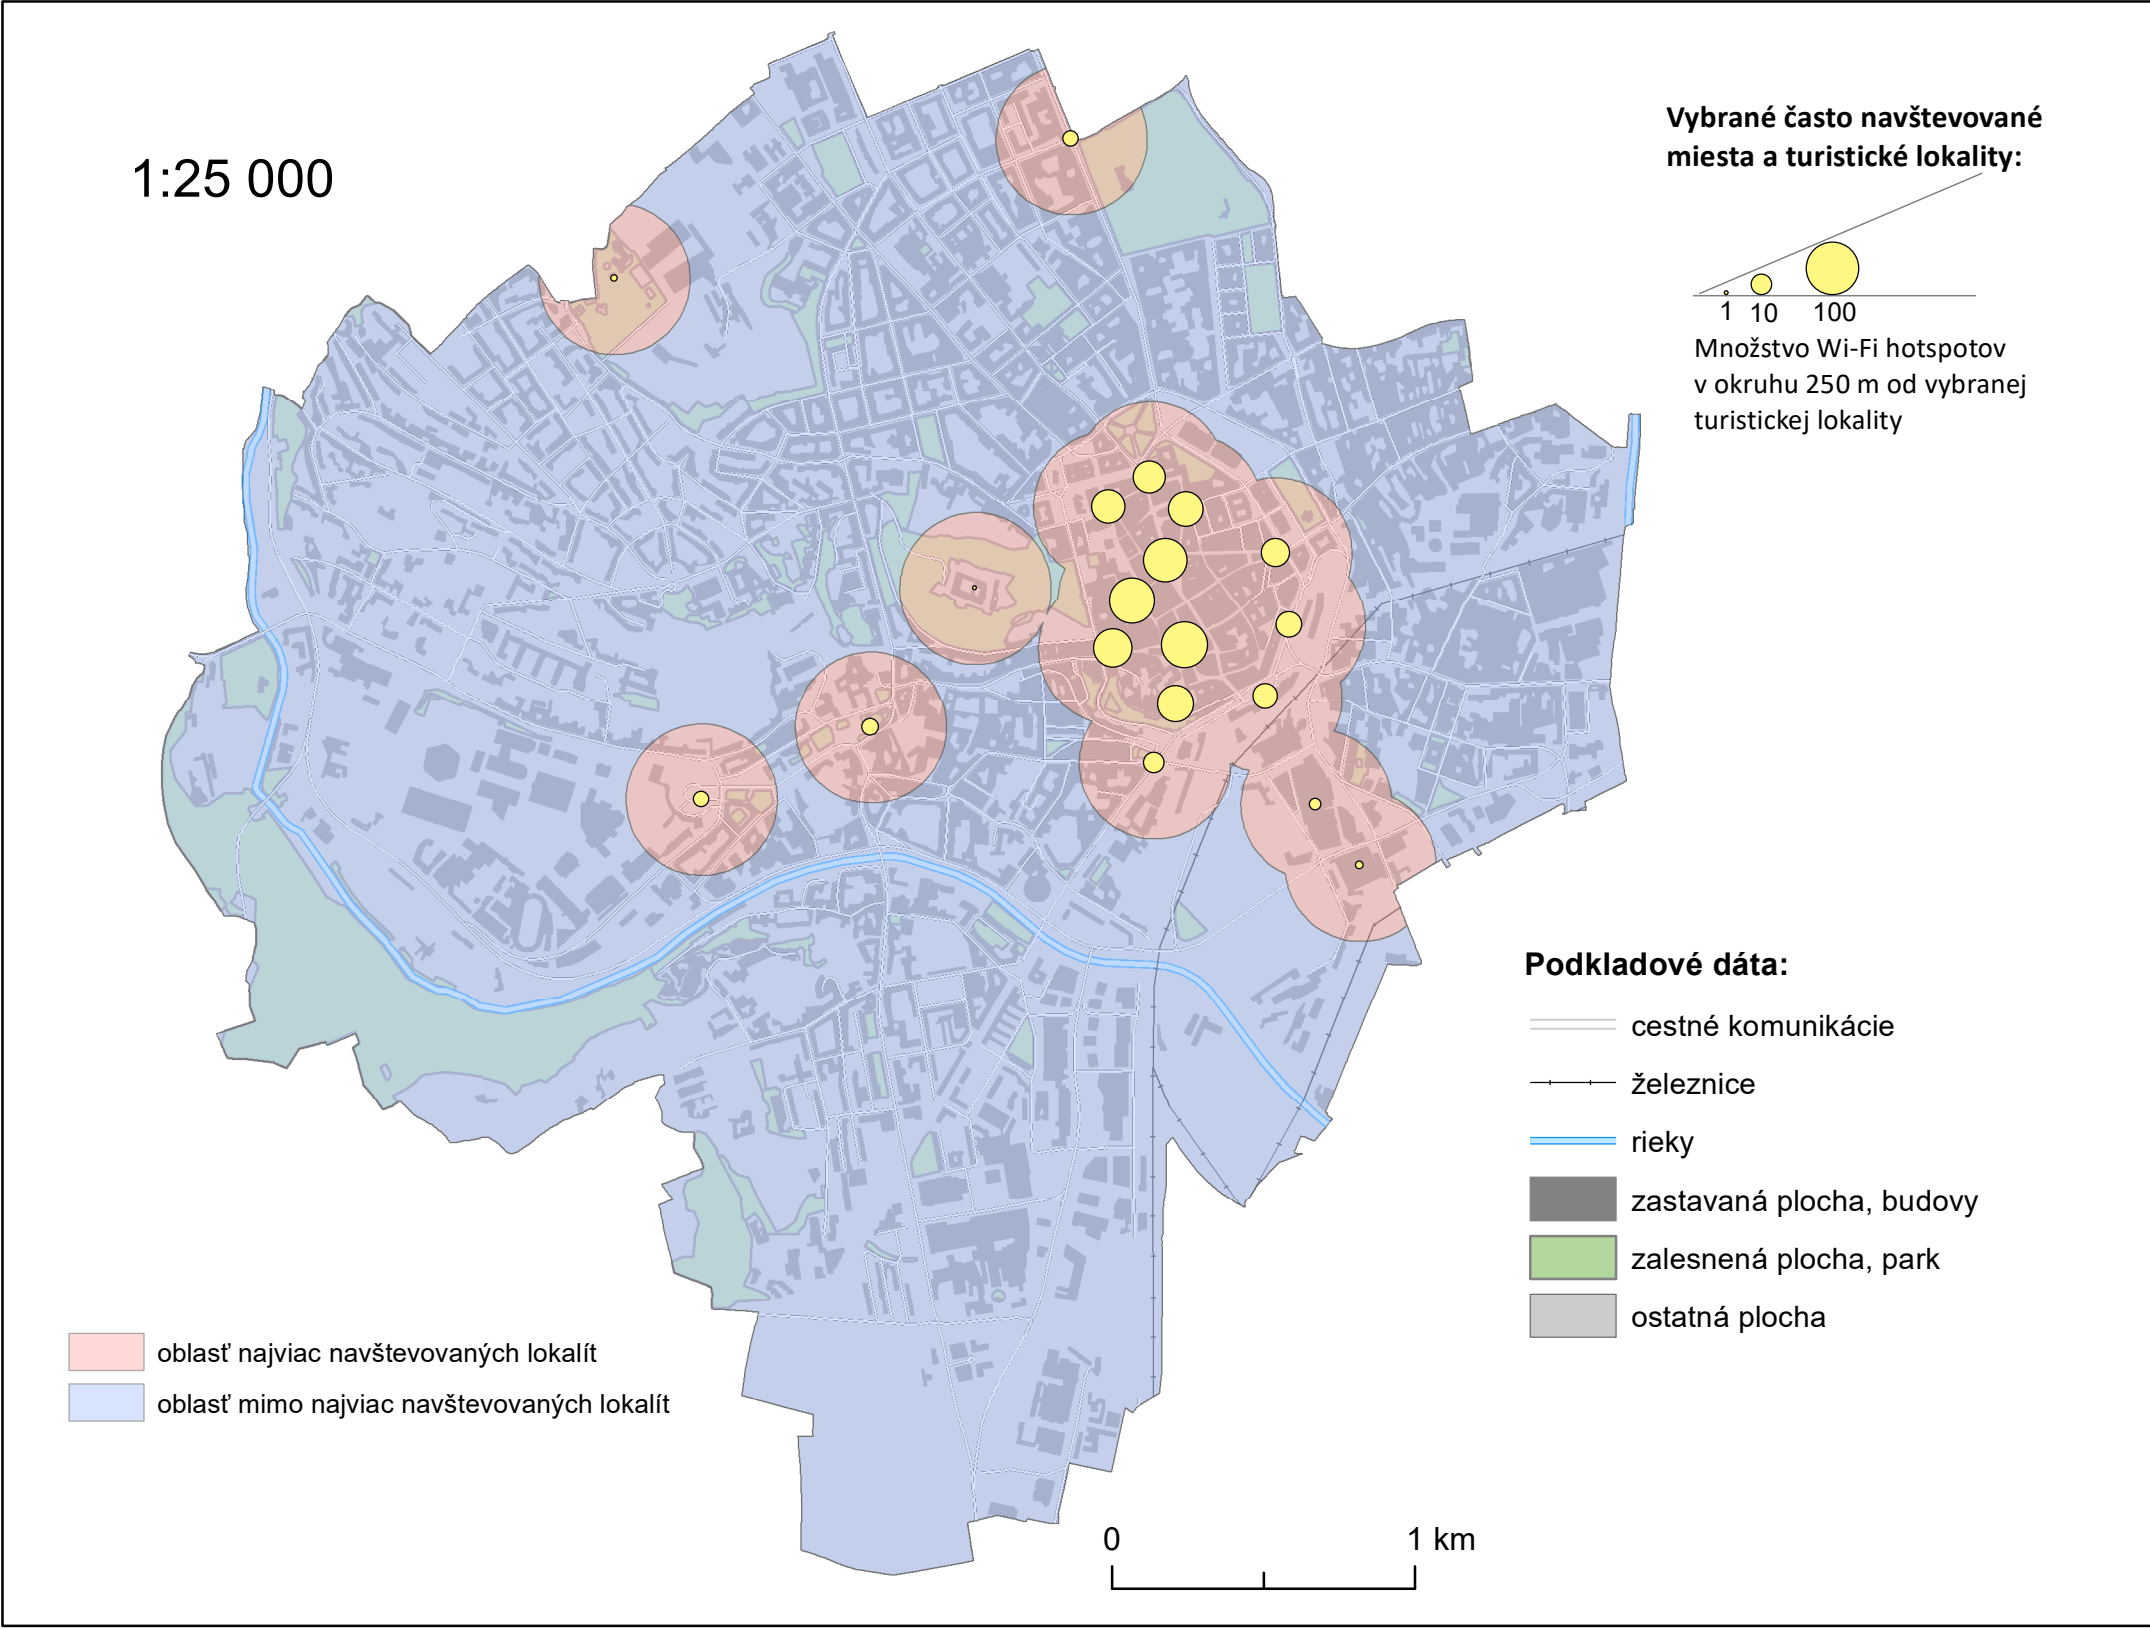 1:25 000
Vybrané často navštevované
miesta a turistické lokality:
1 10 100
Množstvo Wi-Fi hotspotov
v okruhu 250 m od vybranej
turistickej lokality
Podkladové dáta:
cestné komunikácie
železnice
rieky
zastavaná plocha, budovy
zalesnená plocha, park
ostatná plocha
oblasť najviac navštevovaných lokalít
oblasť mimo najviac navštevovaných lokalít
0 1 km